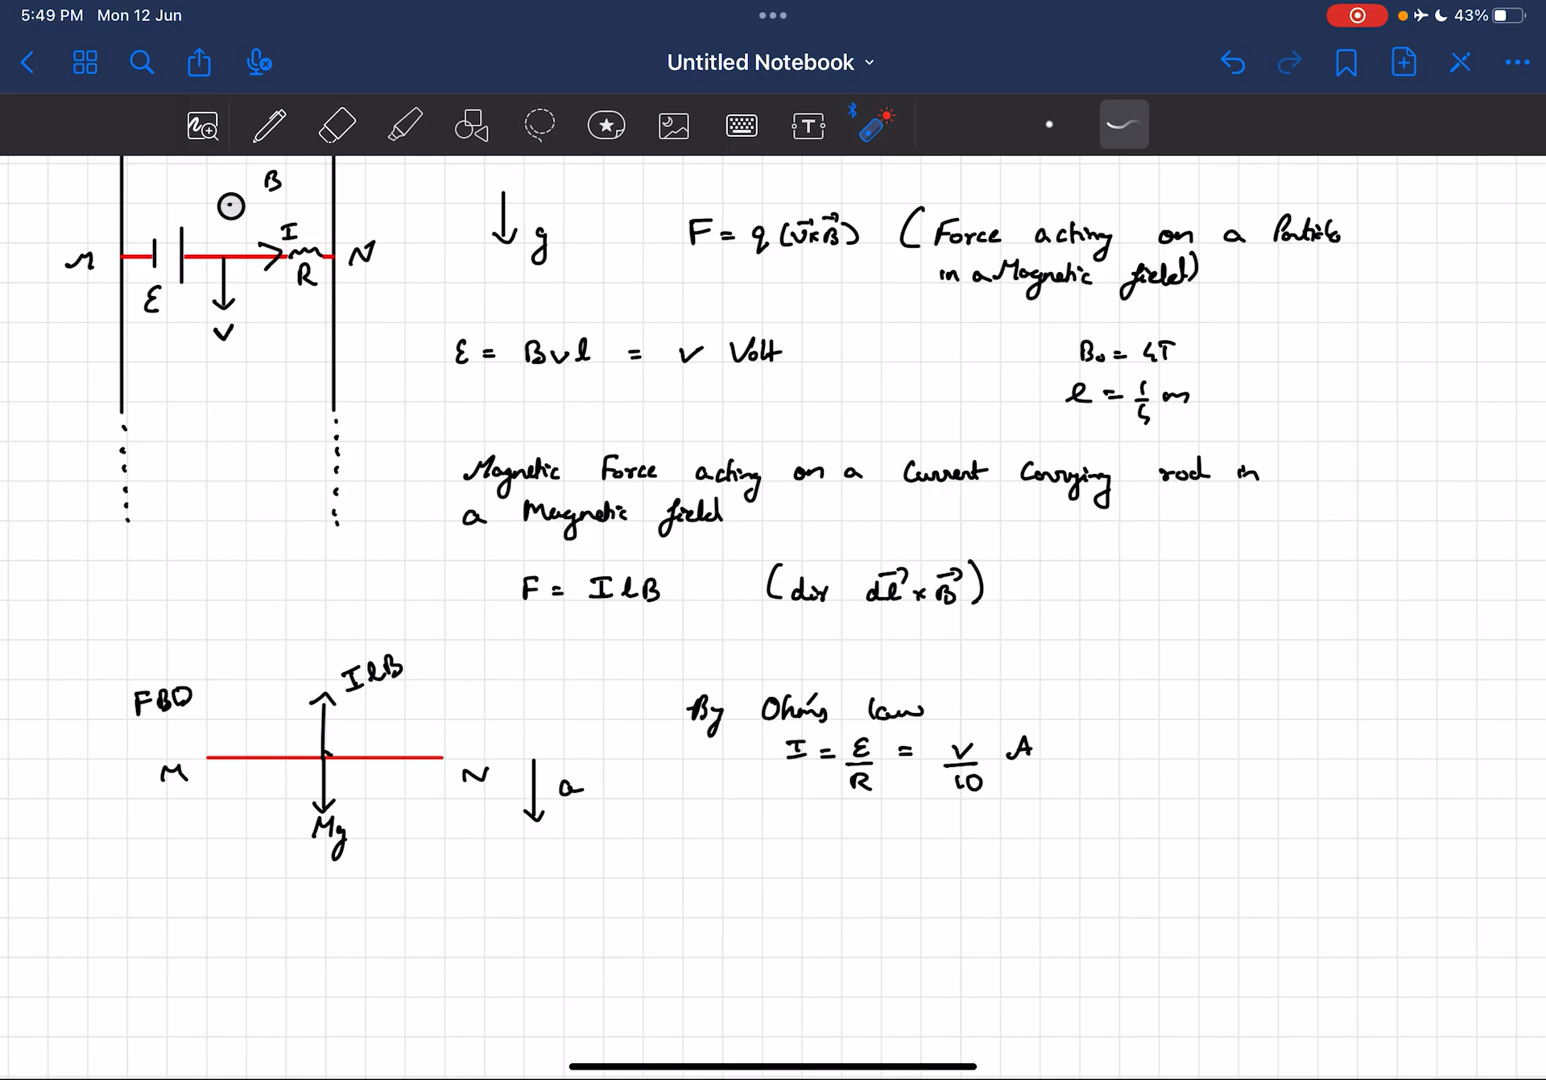 5:49 PM Mon 12 Jun
43%
Untitled Notebook
T
B
M
I
N
R
ε
v
g
F = q (v⃗×B⃗) (Force acting on a Particle
in a Magnetic field)
ε = Bvl = v Volt
B₀ = 4T
l = 1/4 m
Magnetic Force acting on a current carrying rod in
a Magnetic field
F = IlB (dir dl⃗ × B⃗)
FBD
IlB
M
N
a
Mg
By Ohm's law
I = ε/R = v/10 A